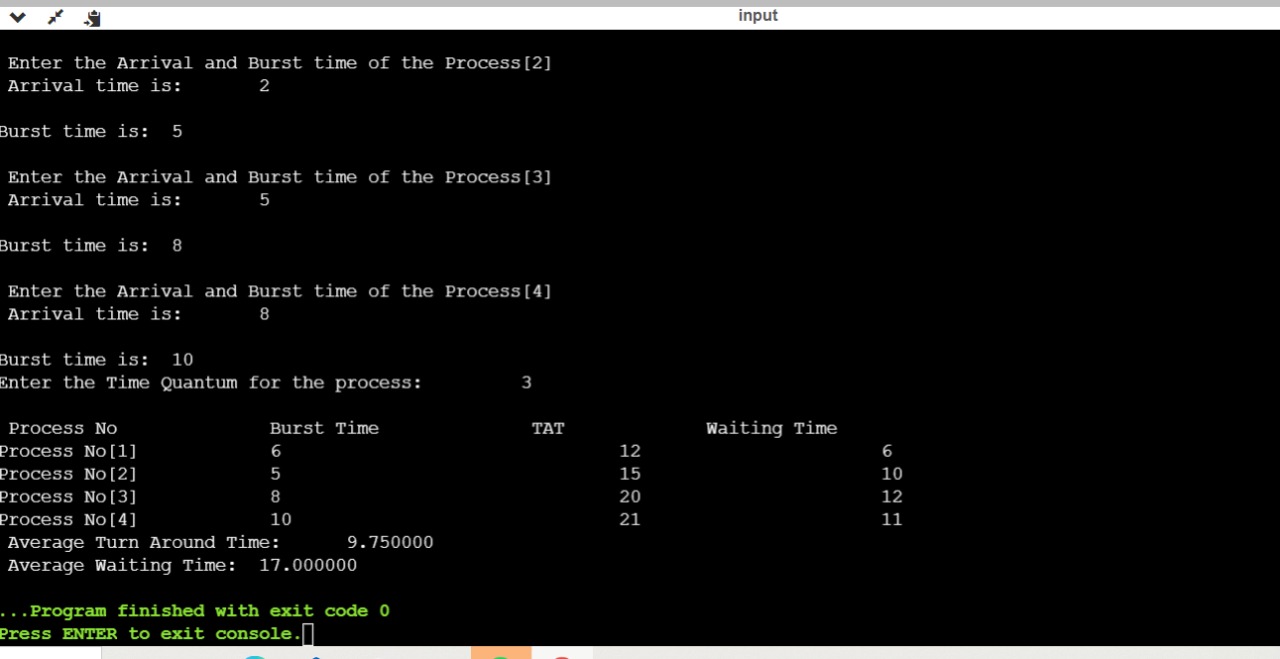 input
Enter the Arrival and Burst time of the Process[2]
Arrival time is: 2
Burst time is: 5
Enter the Arrival and Burst time of the Process[3]
Arrival time is: 5
Burst time is: 8
Enter the Arrival and Burst time of the Process[4]
Arrival time is: 8
Burst time is: 10
Enter the Time Quantum for the process: 3
Process No Burst Time TAT Waiting Time
Process No[1] 6 12 6
Process No[2] 5 15 10
Process No[3] 8 20 12
Process No[4] 10 21 11
Average Turn Around Time: 9.750000
Average Waiting Time: 17.000000
...Program finished with exit code 0
Press ENTER to exit console.